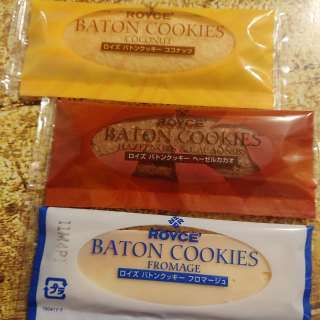 ROYCE'
BATON COOKIES
COCONUT
ロイズ バトンクッキー ココナッツ
ROYCE'
BATON COOKIES
HAZELNUTS & CACAONIBS
ロイズ バトンクッキー ヘーゼルカカオ
ROYCE'
BATON COOKIES
FROMAGE
ロイズ バトンクッキー フロマージュ
プラ